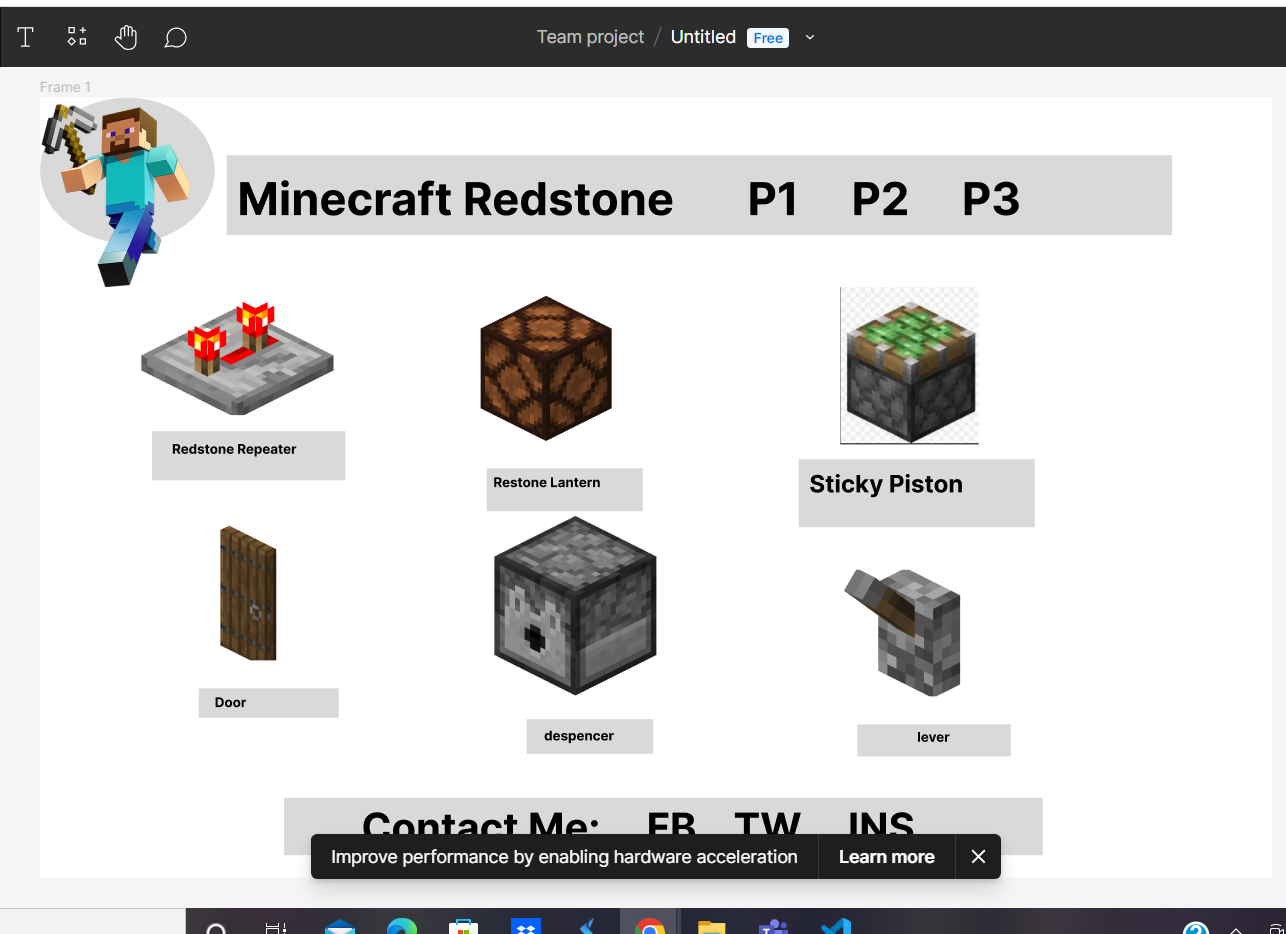 Team project / Untitled Free
Frame 1
Minecraft Redstone P1 P2 P3
Redstone Repeater
Restone Lantern
Sticky Piston
Door
despencer
lever
Contact Me: FB TW INS
Improve performance by enabling hardware acceleration Learn more